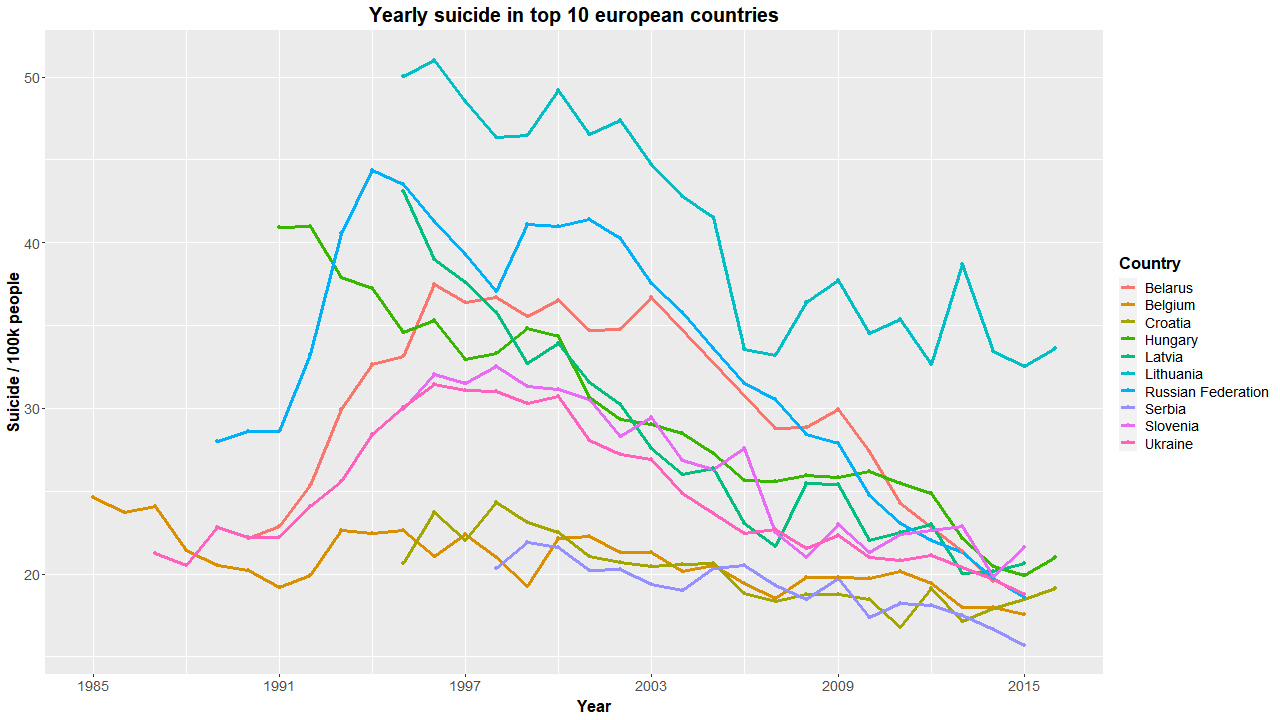 Yearly suicide in top 10 european countries
Suicide / 100k people
50
40
30
20
1985
1991
1997
2003
2009
2015
Year
Country
Belarus
Belgium
Croatia
Hungary
Latvia
Lithuania
Russian Federation
Serbia
Slovenia
Ukraine